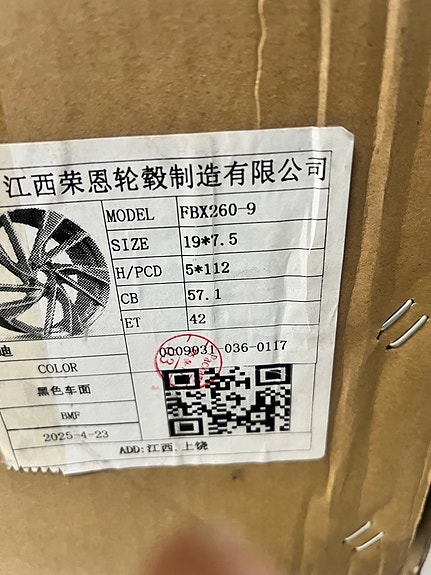 江西荣恩轮毂制造有限公司
MODEL FBX260-9
SIZE 19*7.5
H/PCD 5*112
CB 57.1
ET 42
迪 0009031-036-0117
COLOR
黑色车面
BMF
2025-4-23
ADD:江西.上饶